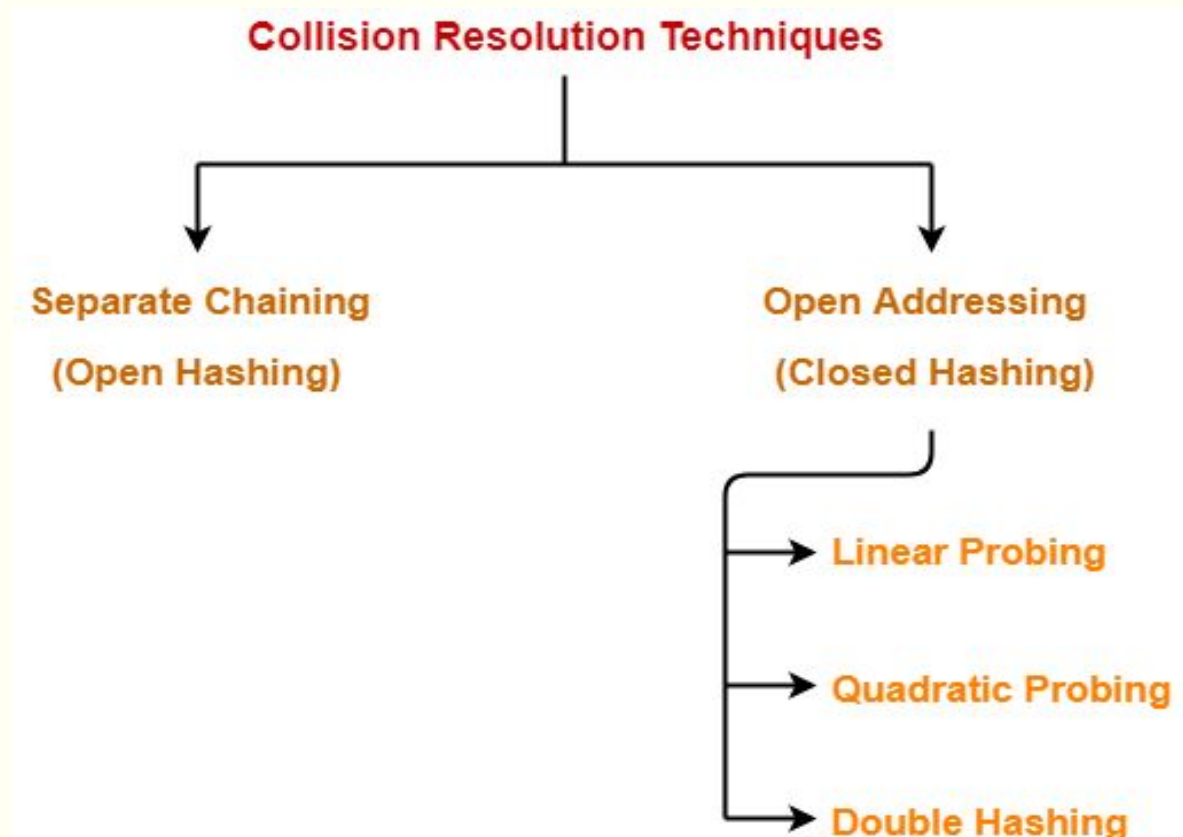 Collision Resolution Techniques
Separate Chaining
(Open Hashing)
Open Addressing
(Closed Hashing)
Linear Probing
Quadratic Probing
Double Hashing